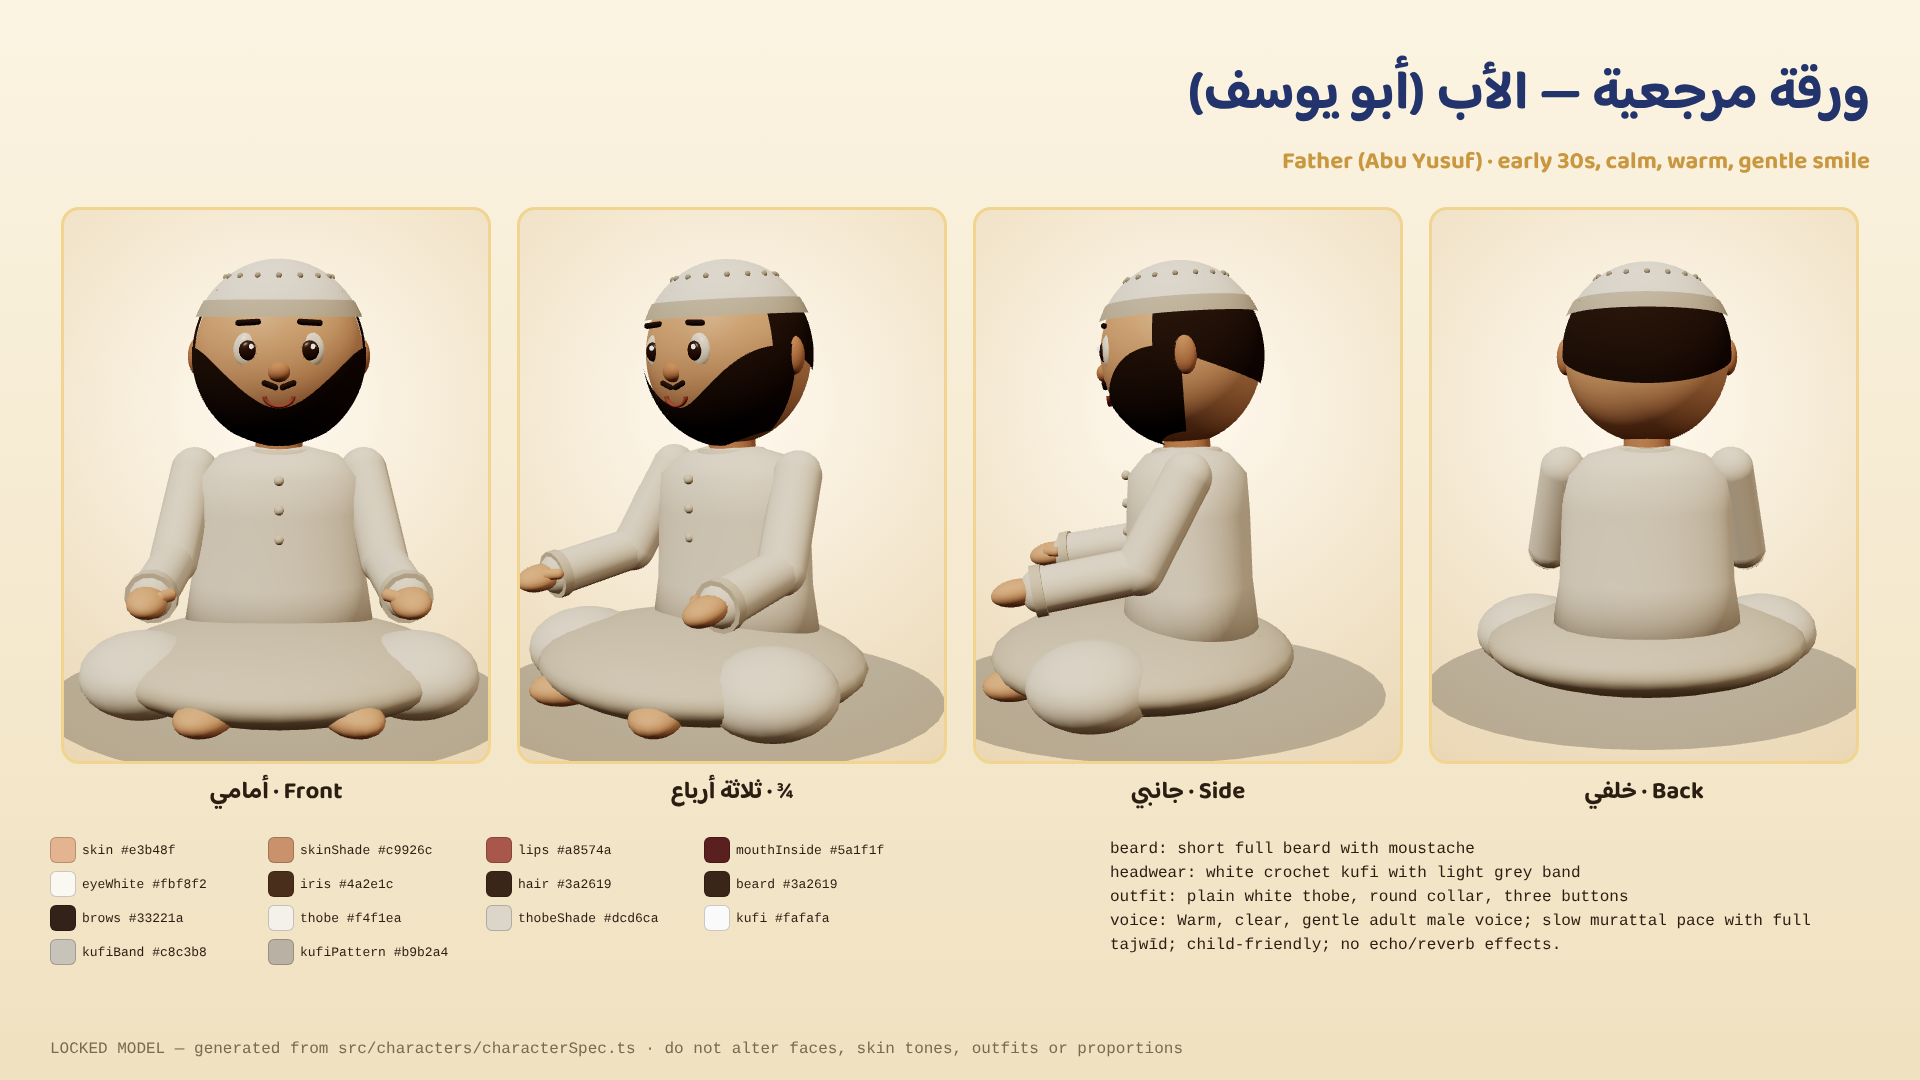 ورقة مرجعية — الأب (أبو يوسف)
Father (Abu Yusuf) · early 30s, calm, warm, gentle smile
أمامي · Front
ثلاثة أرباع · ¾
جانبي · Side
خلفي · Back
skin #e3b48f
skinShade #c9926c
lips #a8574a
mouthInside #5a1f1f
eyeWhite #fbf8f2
iris #4a2e1c
hair #3a2619
beard #3a2619
brows #33221a
thobe #f4f1ea
thobeShade #dcd6ca
kufi #fafafa
kufiBand #c8c3b8
kufiPattern #b9b2a4
beard: short full beard with moustache
headwear: white crochet kufi with light grey band
outfit: plain white thobe, round collar, three buttons
voice: Warm, clear, gentle adult male voice; slow murattal pace with full
tajwīd; child-friendly; no echo/reverb effects.
LOCKED MODEL — generated from src/characters/characterSpec.ts · do not alter faces, skin tones, outfits or proportions